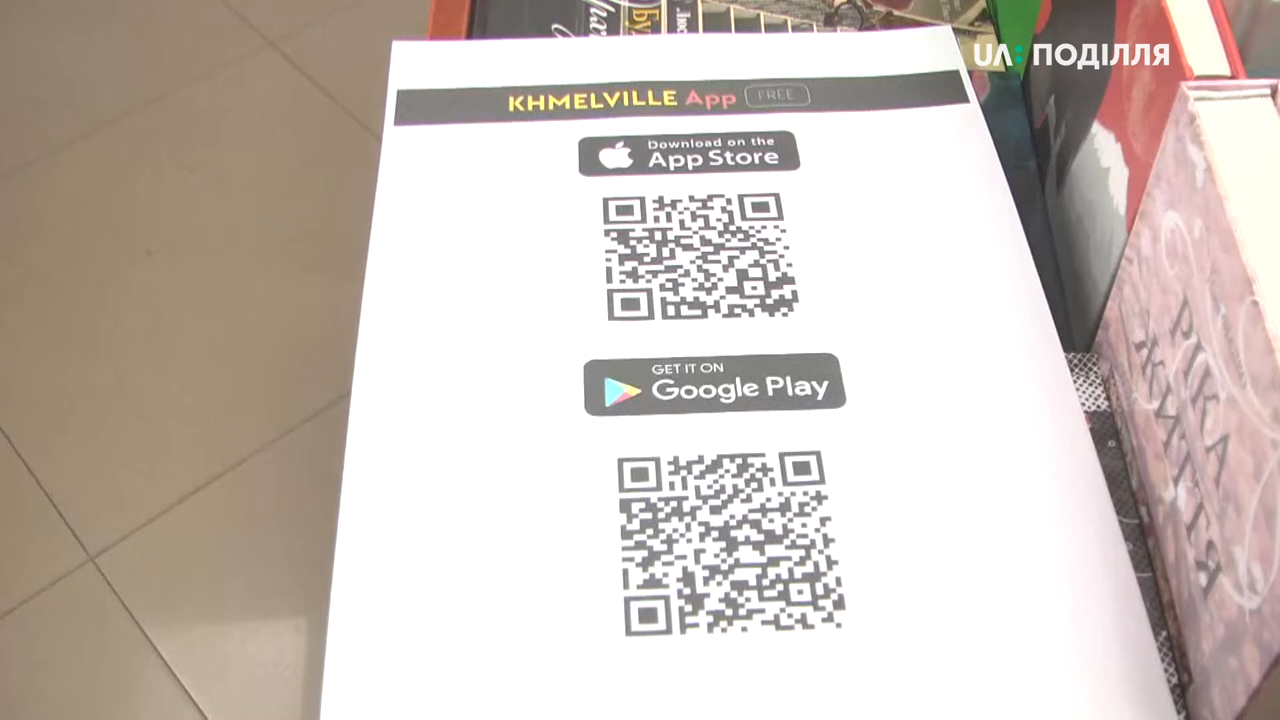 UA: ПОДІЛЛЯ
KHMELVILLE App FREE
Download on the
App Store
GET IT ON
Google Play
РІКА
ЖИТТЯ